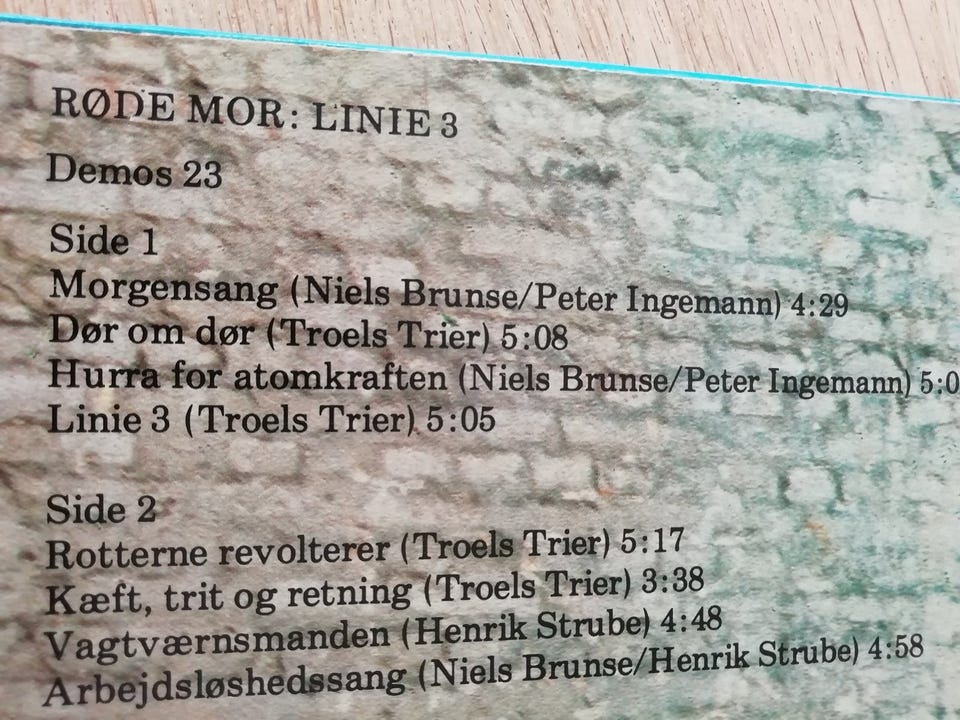 RØDE MOR: LINIE 3
Demos 23
Side 1
Morgensang (Niels Brunse/Peter Ingemann) 4:29
Dør om dør (Troels Trier) 5:08
Hurra for atomkraften (Niels Brunse/Peter Ingemann)
Linie 3 (Troels Trier) 5:05
Side 2
Rotterne revolterer (Troels Trier) 5:17
Kæft, trit og retning (Troels Trier) 3:38
Vagtværnsmanden (Henrik Strube) 4:48
Arbejdsløshedssang (Niels Brunse/Henrik Strube) 4:58